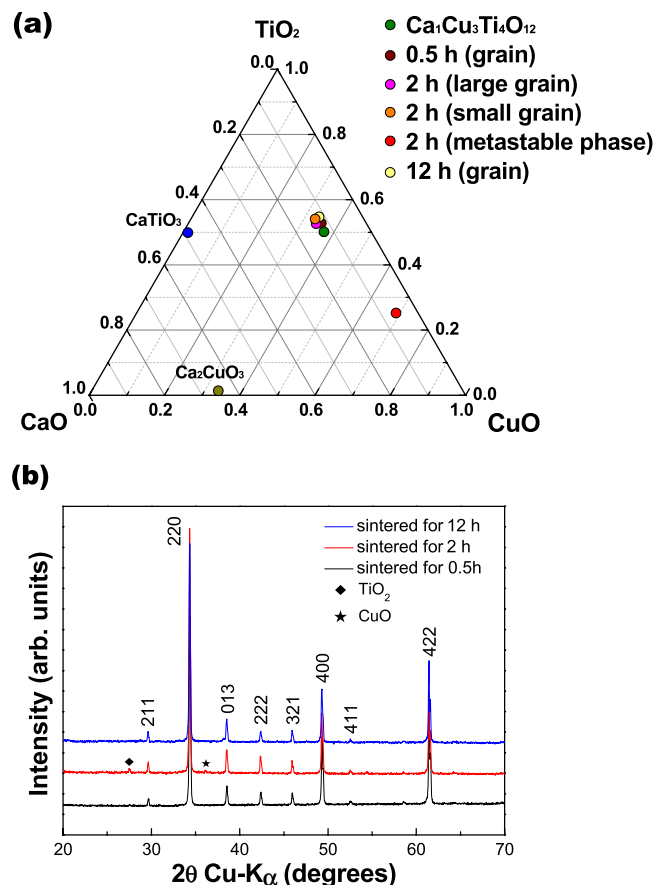 (a)
TiO2
Ca1Cu3Ti4O12
0.5 h (grain)
2 h (large grain)
2 h (small grain)
2 h (metastable phase)
12 h (grain)
0.0 1.0
0.2 0.8
0.4 0.6
CaTiO3
0.6 0.4
0.8 0.2
Ca2CuO3
1.0 0.0
0.0 0.2 0.4 0.6 0.8 1.0
CaO CuO
(b)
Intensity (arb. units)
220
sintered for 12 h
sintered for 2 h
sintered for 0.5h
TiO2
CuO
211
013
222
321
400
411
422
20 30 40 50 60 70
2θ Cu-Kα (degrees)